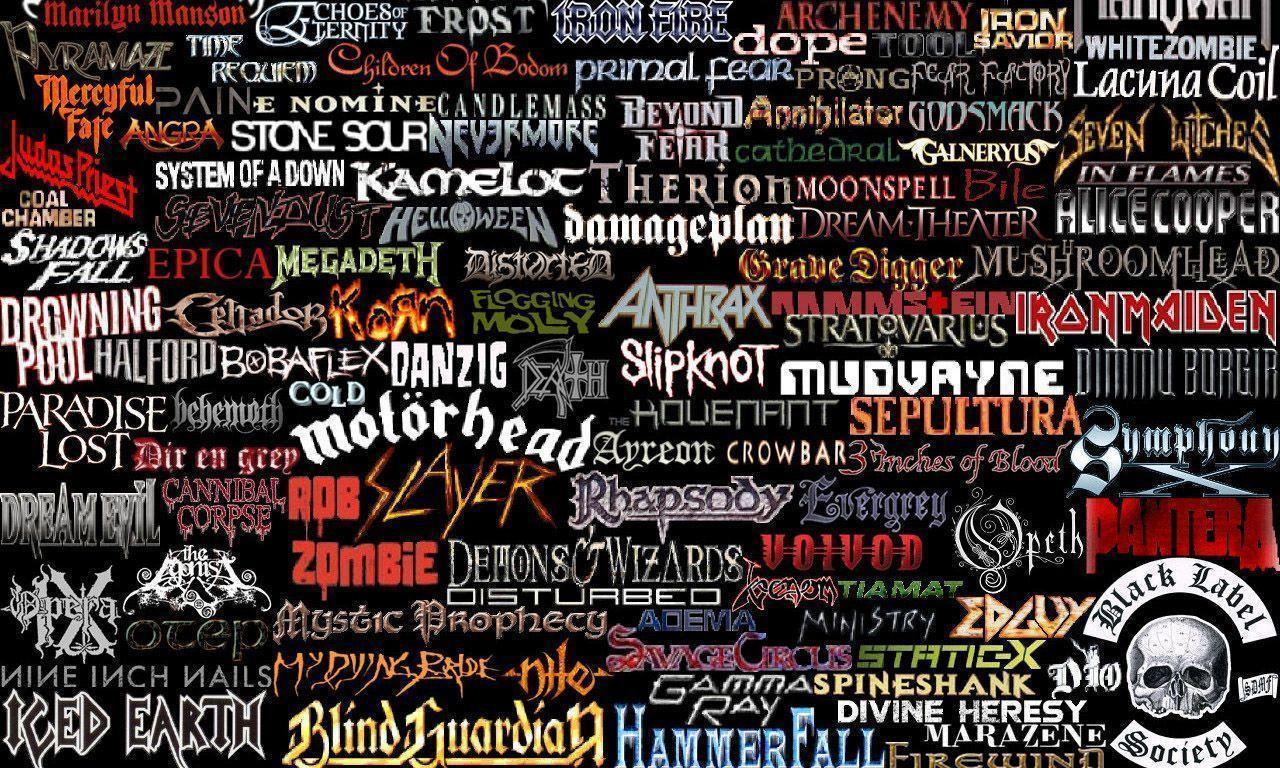 Marilyn Manson
ECHOES OF ETERNITY
FROST
IRON FIRE
ARCH ENEMY
IRON SAVIOR
MANOWAR
PYRAMAZE
TIME REQUIEM
dope
TOOL
WHITE ZOMBIE
Children Of Bodom
primal fear
PRONG
FEAR FACTORY
Lacuna Coil
Mercyful Fate
PAIN
E NOMINE
CANDLEMASS
BEYOND FEAR
Annihilator
GODSMACK
SEVEN WITCHES
ANGRA
STONE SOUR
NEVERMORE
cathedral
GALNERYUS
Judas Priest
SYSTEM OF A DOWN
KAMELOT
THERION
MOONSPELL
Bile
IN FLAMES
COAL CHAMBER
SEVENDUST
HELLOWEEN
damageplan
DREAM THEATER
ALICE COOPER
SHADOWS FALL
EPICA
MEGADETH
DISTURTED
Grave Digger
MUSHROOMHEAD
DROWNING POOL
Cellador
KoRn
FLOGGING MOLLY
ANTHRAX
RAMMSTEIN
IRON MAIDEN
STRATOVARIUS
HALFORD
BOBAFLEX
DANZIG
DEATH
SlipKnoT
MUDVAYNE
DIMMU BORGIR
PARADISE LOST
behemoth
COLD
motörhead
THE KOVENANT
SEPULTURA
Symphony X
Dir en grey
Ayreon
CROWBAR
3 Inches of Blood
DREAM EVIL
CANNIBAL CORPSE
ROB ZOMBIE
SLAYER
Rhapsody
Evergrey
Opeth
PANTERA
the Agonist
DEMONS & WIZARDS
VOIVOD
Opera IX
DISTURBED
VENOM
TIAMAT
Black Label Society
SDMF
OTEP
Mystic Prophecy
ADEMA
MINISTRY
EDGUY
NINE INCH NAILS
MY DYING BRIDE
nile
SAVAGE CIRCUS
STATIC-X
Dio
GAMMA RAY
SPINESHANK
ICED EARTH
Blind Guardian
HAMMERFALL
DIVINE HERESY
MARAZENE
FIREWIND